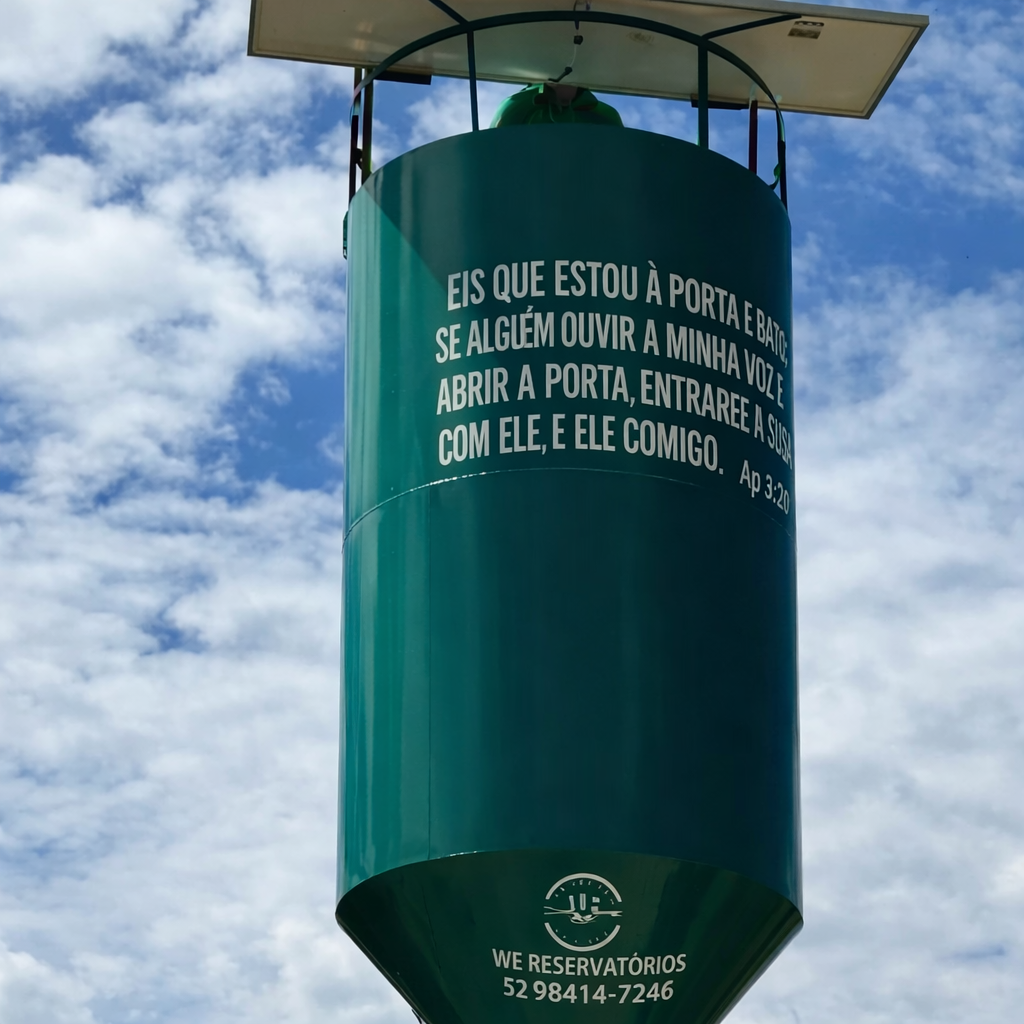 EIS QUE ESTOU À PORTA E BATO;
SE ALGUÉM OUVIR A MINHA VOZ E
ABRIR A PORTA, ENTRAREE A SUSA
COM ELE, E ELE COMIGO.
Ap 3:20
WE RESERVATÓRIOS
52 98414-7246